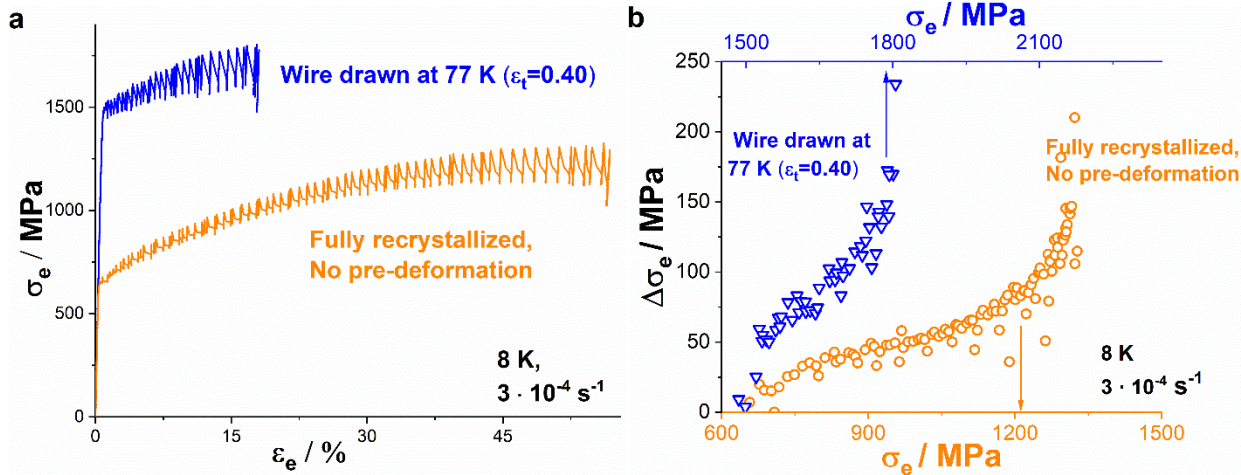 a
σe / MPa
1500
1000
500
0
0
15
30
45
εe / %
Wire drawn at 77 K (εt=0.40)
Fully recrystallized,
No pre-deformation
8 K,
3 · 10⁻⁴ s⁻¹
b
σe / MPa
1500
1800
2100
Δσe / MPa
250
200
150
100
50
0
Wire drawn at
77 K (εt=0.40)
Fully recrystallized,
No pre-deformation
8 K
3 · 10⁻⁴ s⁻¹
600
900
1200
1500
σe / MPa